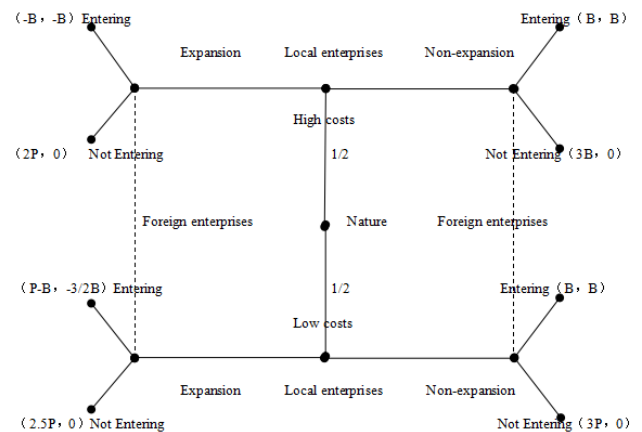 (-B, -B) Entering
Entering (B, B)
Expansion Local enterprises Non-expansion
High costs
(2P, 0) Not Entering
1/2
Not Entering (3B, 0)
Foreign enterprises
Nature
Foreign enterprises
(P-B, -3/2B) Entering
1/2
Entering (B, B)
Low costs
Expansion Local enterprises Non-expansion
(2.5P, 0) Not Entering
Not Entering (3P, 0)